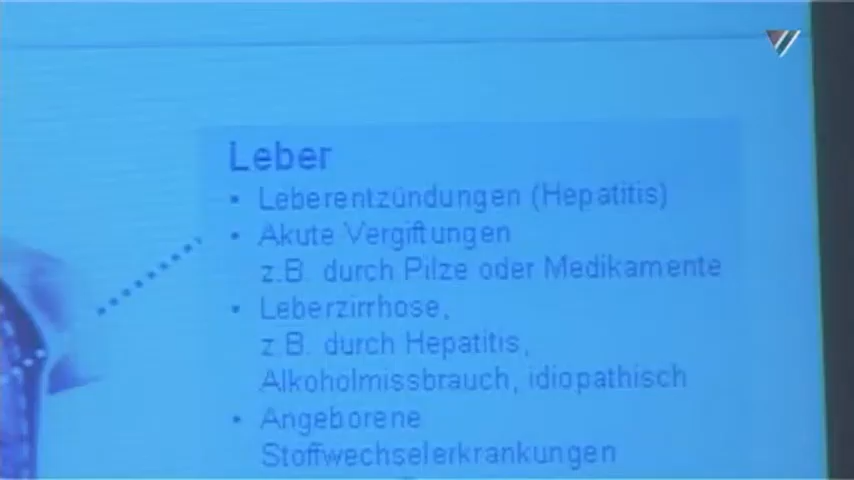 Leber
• Leberentzündungen (Hepatitis)
• Akute Vergiftungen
z.B. durch Pilze oder Medikamente
• Leberzirrhose,
z.B. durch Hepatitis,
Alkoholmissbrauch, idiopathisch
• Angeborene
Stoffwechselerkrankungen